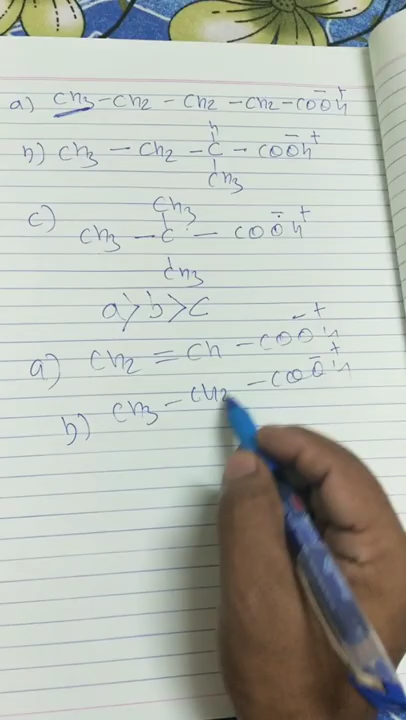 a) CH3-CH2 - CH2 - CH2 - COO⁻H⁺
H
b) CH3 - CH2 - C - COO⁻H⁺
CH3
CH3
c) CH3 - C - COO⁻H⁺
CH3
a > b > c
a) CH2 = CH - COO⁻H⁺
b) CH3 - CH2 - COO⁻H⁺